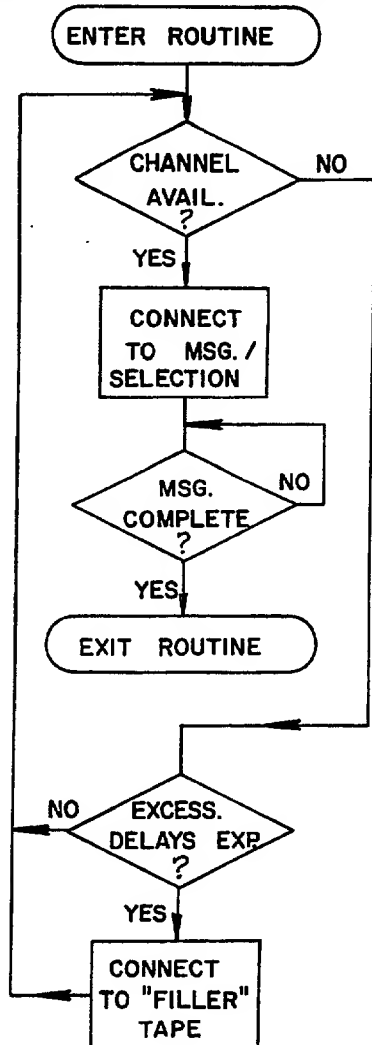 ENTER ROUTINE
CHANNEL
AVAIL.
?
NO
YES
CONNECT
TO MSG./
SELECTION
MSG.
COMPLETE
?
NO
YES
EXIT ROUTINE
EXCESS.
DELAYS EXP.
?
NO
YES
CONNECT
TO "FILLER"
TAPE